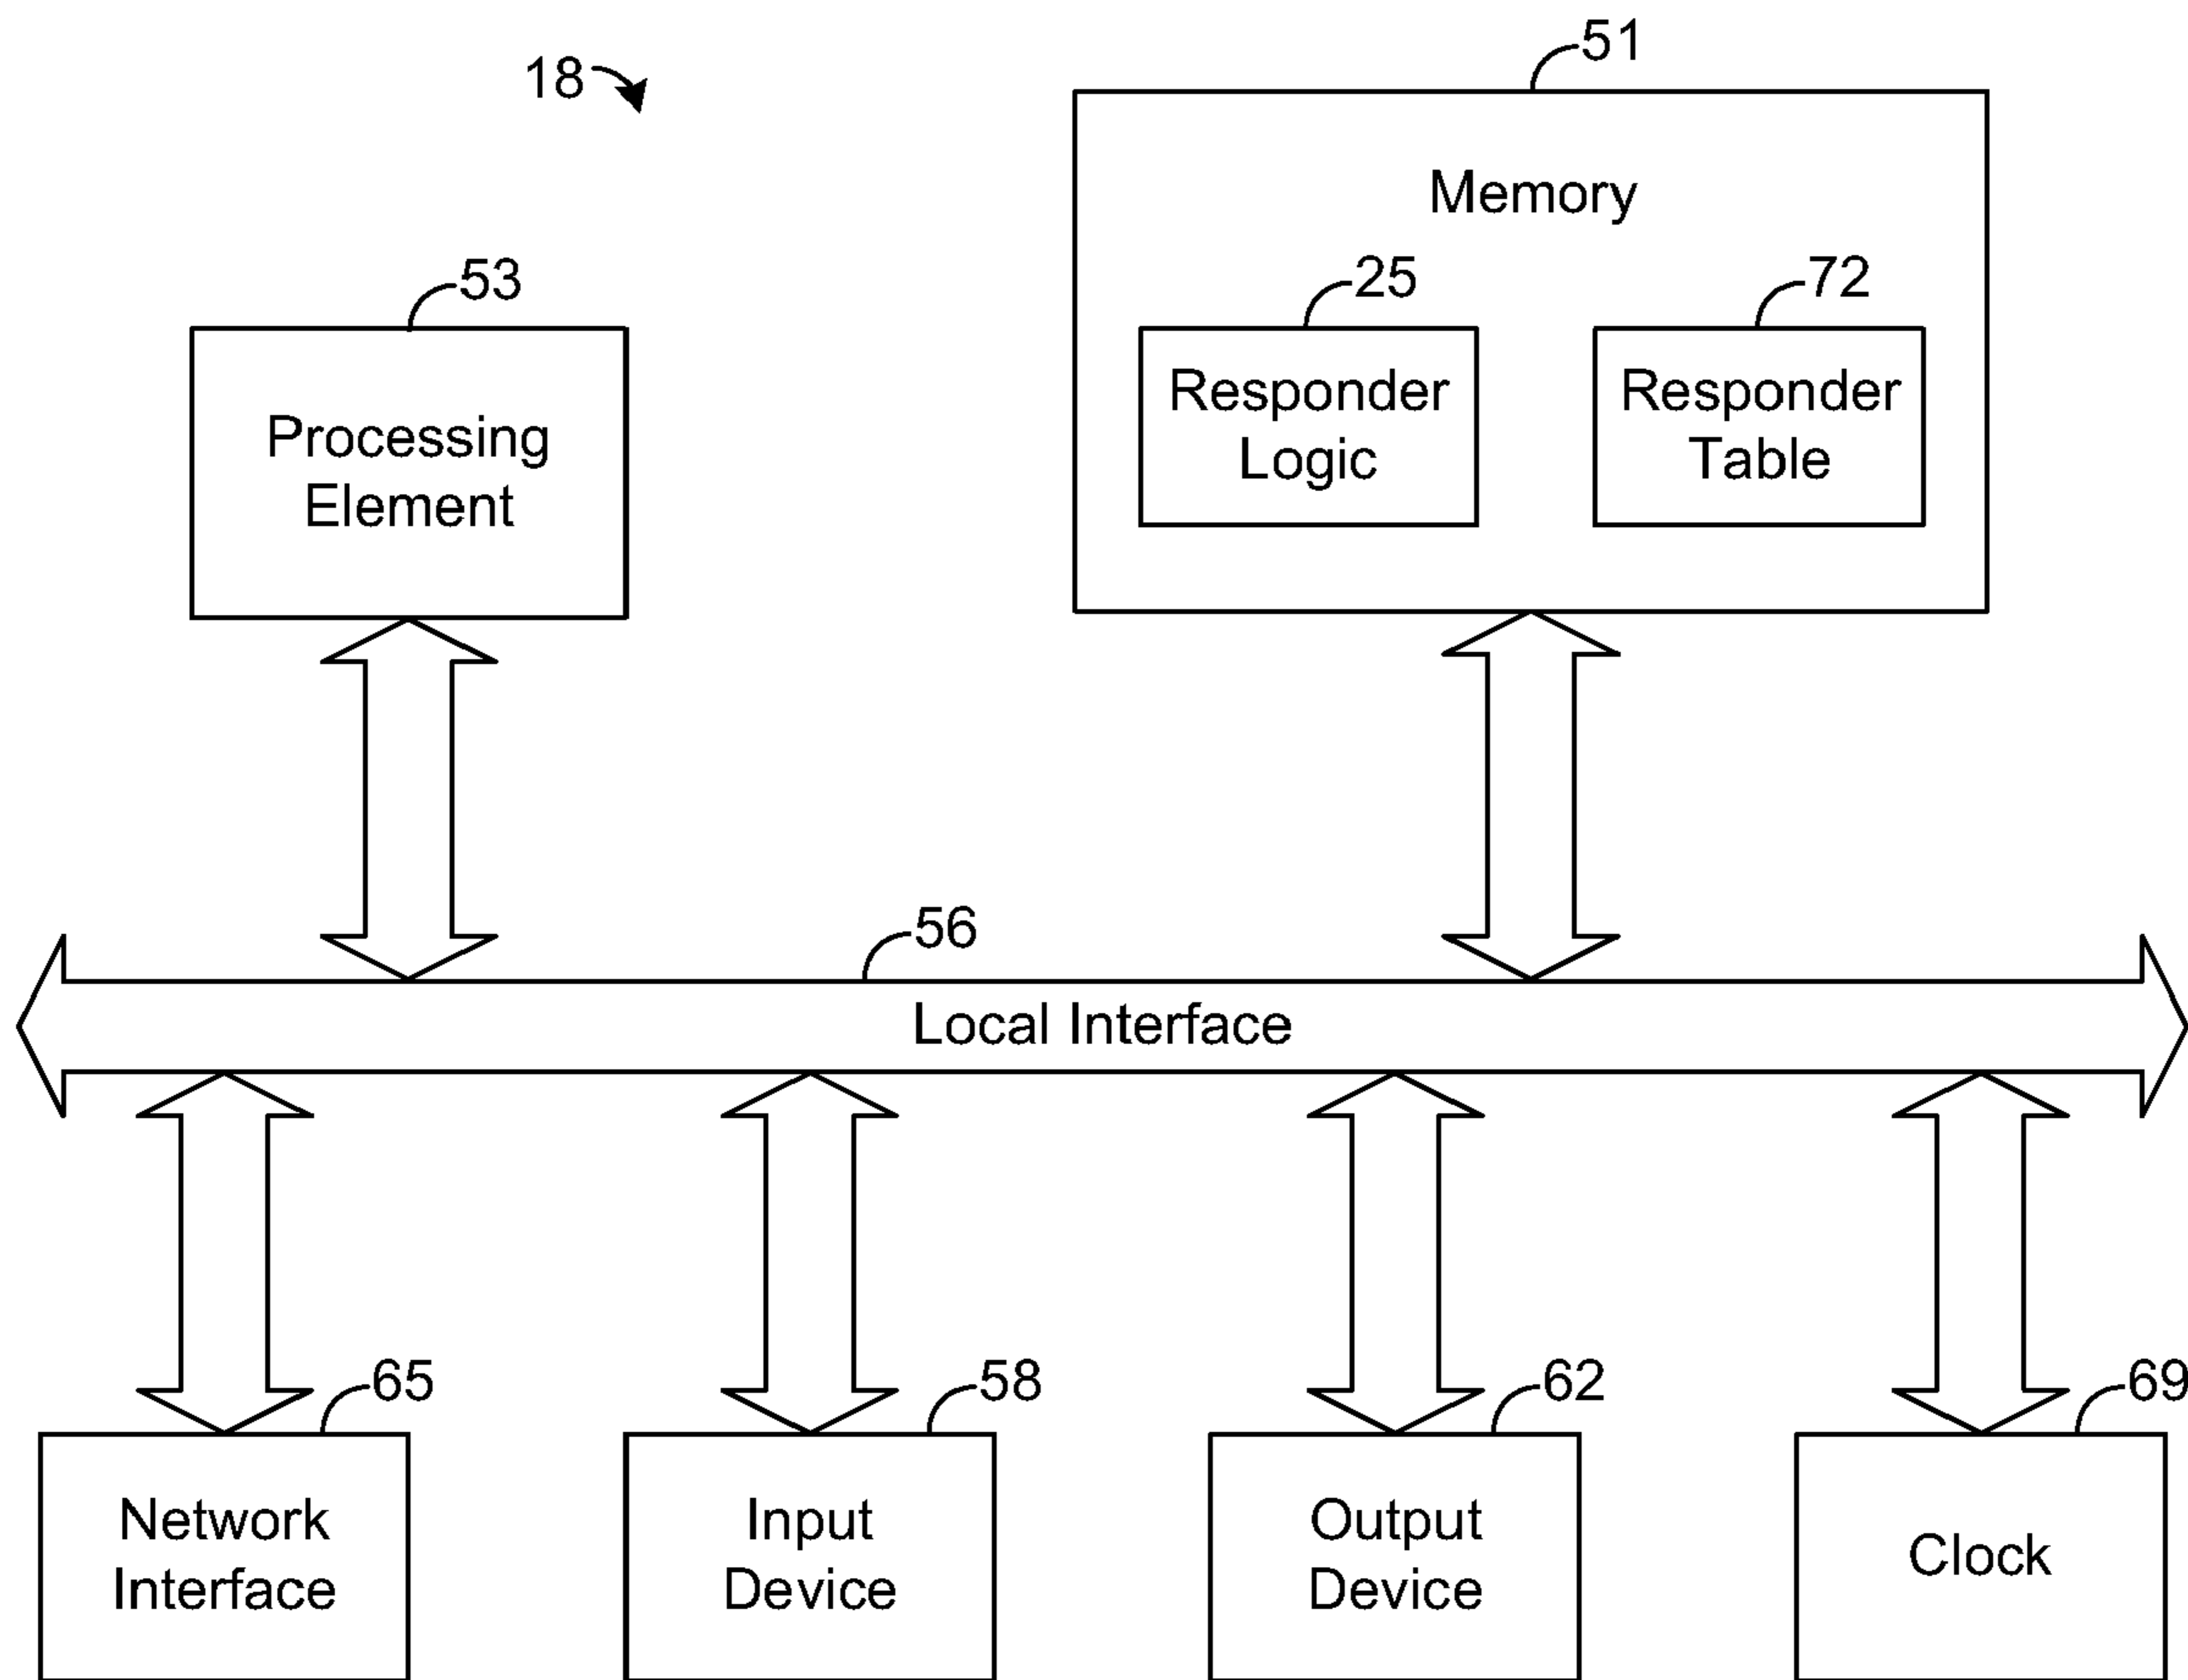 18
51
Memory
53
25
72
Processing
Element
Responder
Logic
Responder
Table
56
Local Interface
65
58
62
69
Network
Interface
Input
Device
Output
Device
Clock